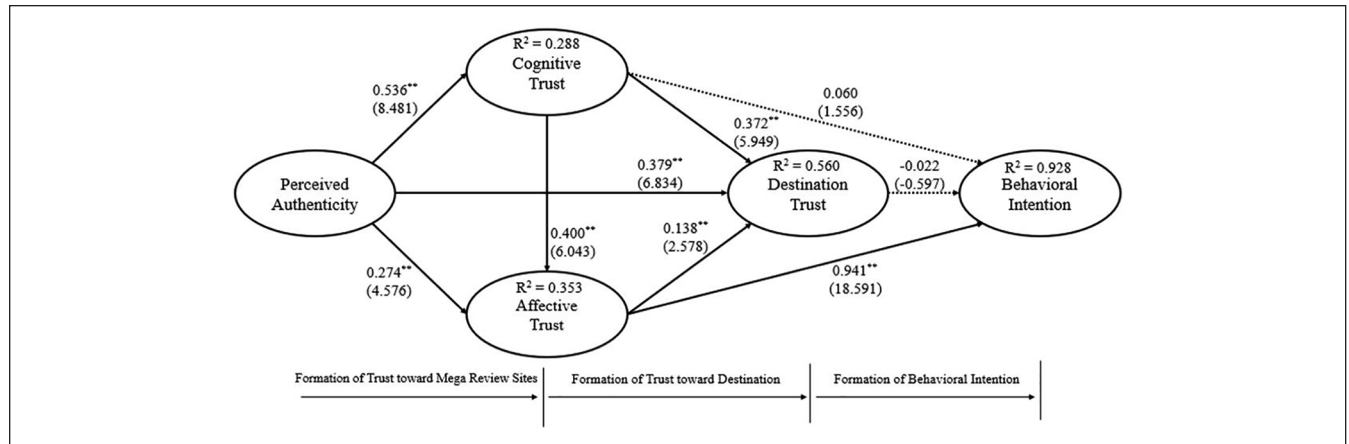 R² = 0.288
Cognitive
Trust
0.536**
(8.481)
0.060
(1.556)
0.372**
(5.949)
Perceived
Authenticity
0.379**
(6.834)
R² = 0.560
Destination
Trust
-0.022
(-0.597)
R² = 0.928
Behavioral
Intention
0.400**
(6.043)
0.138**
(2.578)
0.274**
(4.576)
R² = 0.353
Affective
Trust
0.941**
(18.591)
Formation of Trust toward Mega Review Sites
Formation of Trust toward Destination
Formation of Behavioral Intention